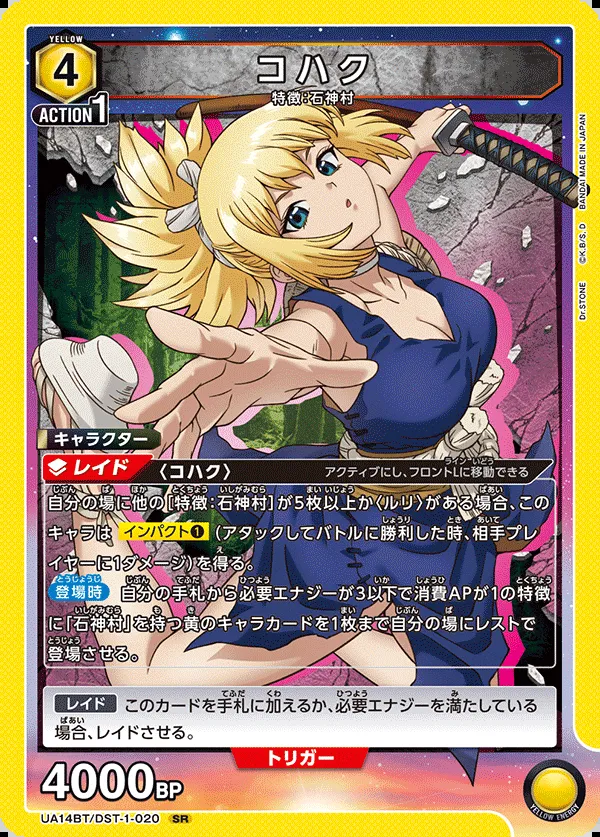 YELLOW
4
ACTION 1
コハク
特徴:石神村
Dr.STONE ©K.B/S. D BANDAI MADE IN JAPAN
キャラクター
レイド 〈コハク〉 アクティブにし、フロントLに移動できる
自分の場に他の[特徴:石神村]が5枚以上か〈ルリ〉がある場合、この
キャラは インパクト❶ (アタックしてバトルに勝利した時、相手プレ
イヤーに1ダメージ)を得る。
登場時 自分の手札から必要エナジーが3以下で消費APが1の特徴
に「石神村」を持つ黄のキャラカードを1枚まで自分の場にレストで
登場させる。
レイド このカードを手札に加えるか、必要エナジーを満たしている
場合、レイドさせる。
トリガー
4000BP
YELLOW ENERGY
UA14BT/DST-1-020 SR